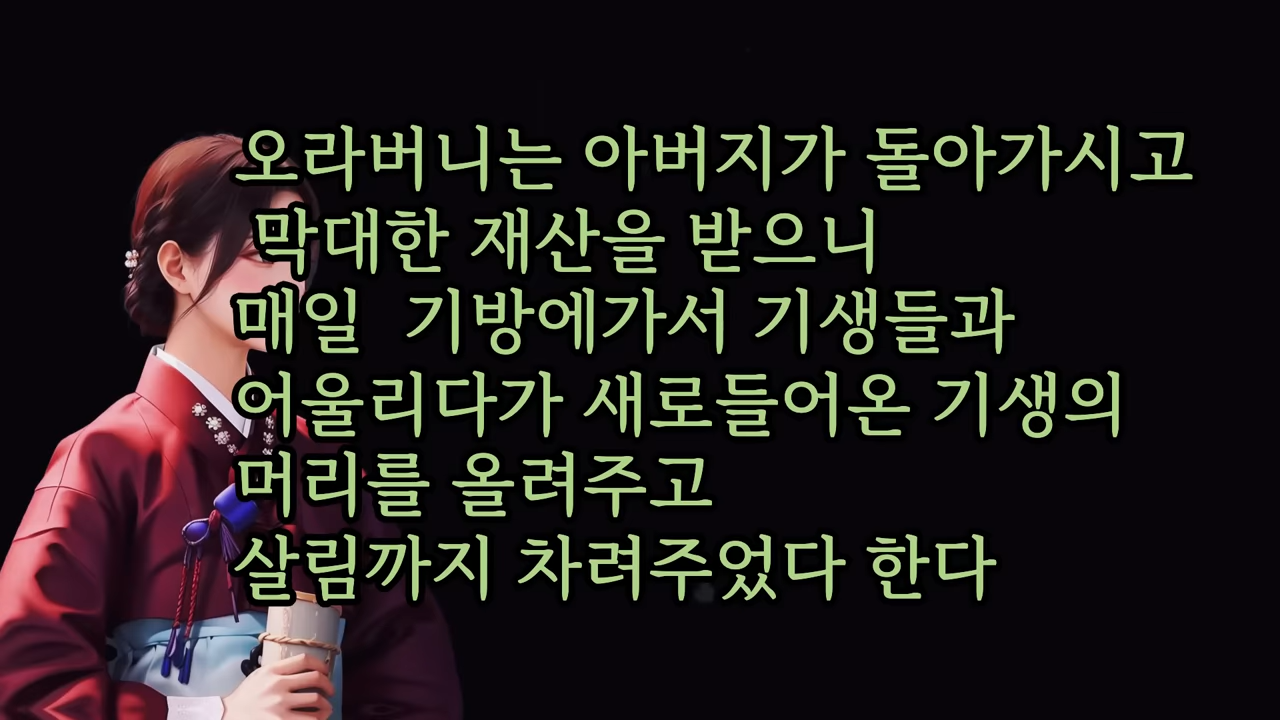 오라버니는 아버지가 돌아가시고
막대한 재산을 받으니
매일  기방에가서 기생들과
어울리다가 새로들어온 기생의
머리를 올려주고
살림까지 차려주었다 한다